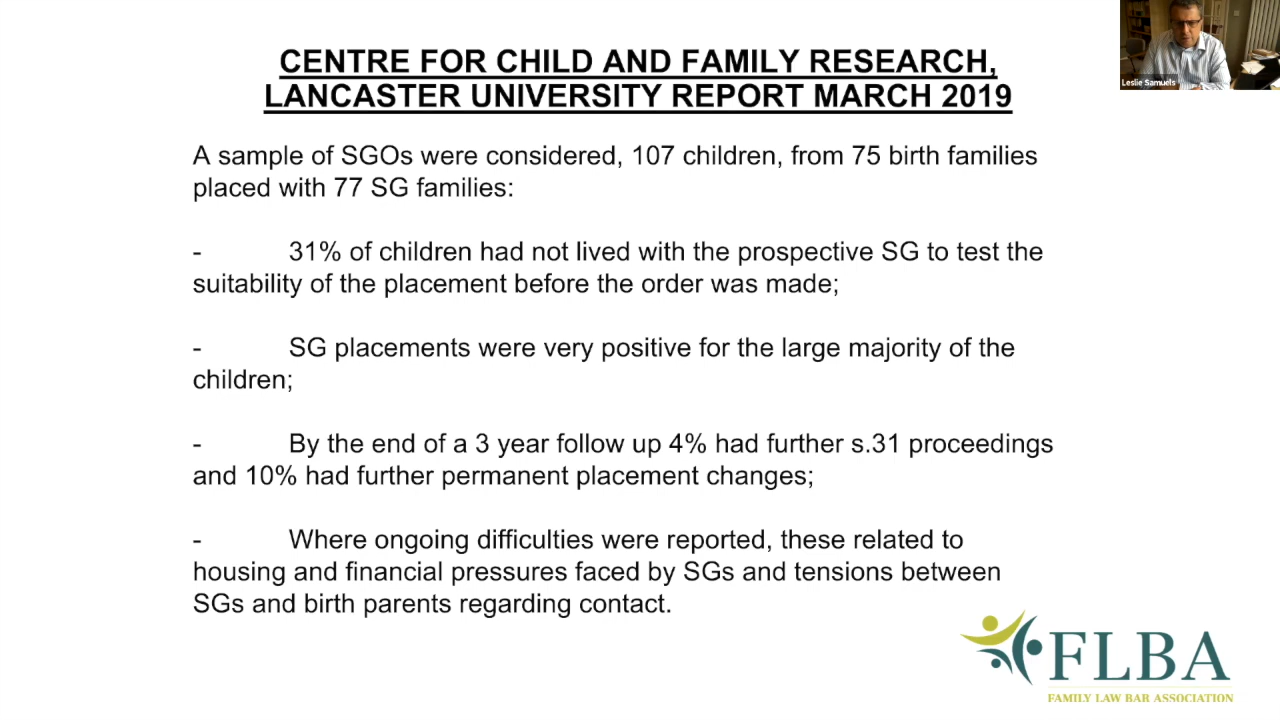 CENTRE FOR CHILD AND FAMILY RESEARCH,
LANCASTER UNIVERSITY REPORT MARCH 2019
Leslie Samuels
A sample of SGOs were considered, 107 children, from 75 birth families
placed with 77 SG families:
- 31% of children had not lived with the prospective SG to test the
suitability of the placement before the order was made;
- SG placements were very positive for the large majority of the
children;
- By the end of a 3 year follow up 4% had further s.31 proceedings
and 10% had further permanent placement changes;
- Where ongoing difficulties were reported, these related to
housing and financial pressures faced by SGs and tensions between
SGs and birth parents regarding contact.
FLBA
FAMILY LAW BAR ASSOCIATION